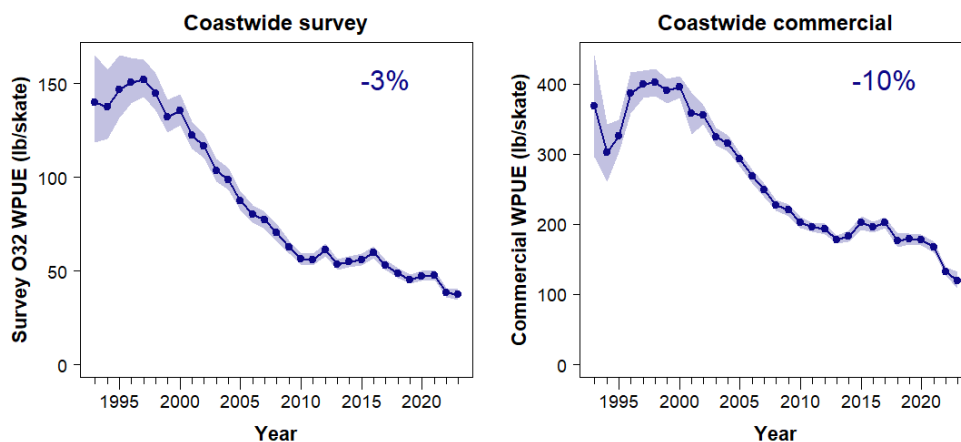 Coastwide survey
-3%
Survey O32 WPUE (lb/skate)
150
100
50
0
1995 2000 2005 2010 2015 2020
Year
Coastwide commercial
-10%
Commercial WPUE (lb/skate)
400
300
200
100
0
1995 2000 2005 2010 2015 2020
Year